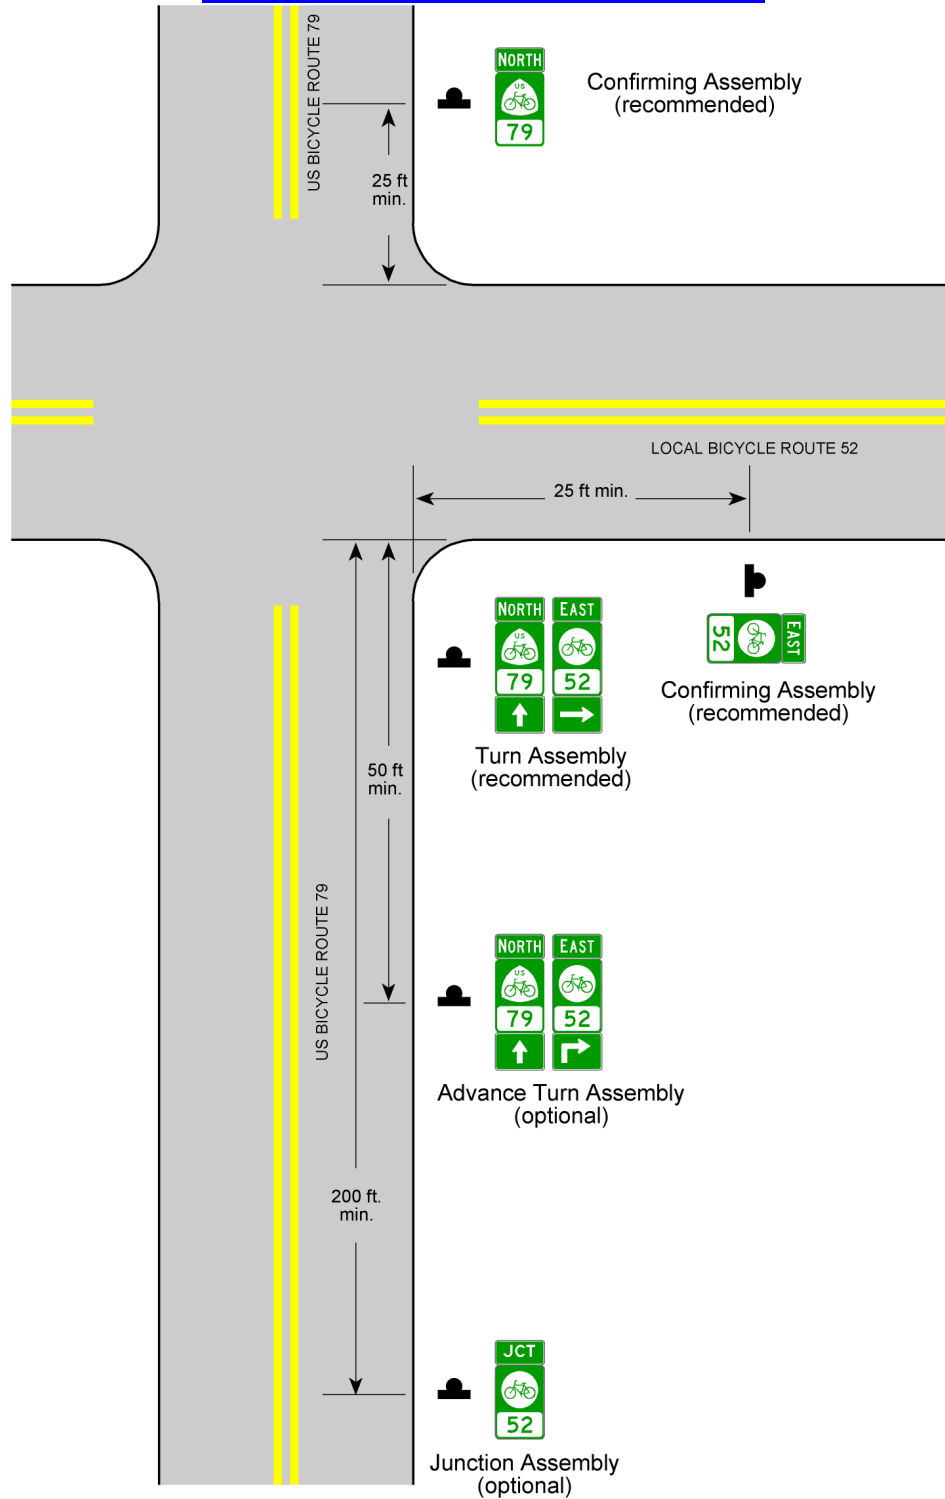 NORTH
US
79
Confirming Assembly
(recommended)
US BICYCLE ROUTE 79
25 ft
min.
LOCAL BICYCLE ROUTE 52
25 ft min.
NORTH
US
79
EAST
52
Turn Assembly
(recommended)
EAST
52
Confirming Assembly
(recommended)
50 ft
min.
US BICYCLE ROUTE 79
NORTH
US
79
EAST
52
Advance Turn Assembly
(optional)
200 ft.
min.
JCT
52
Junction Assembly
(optional)